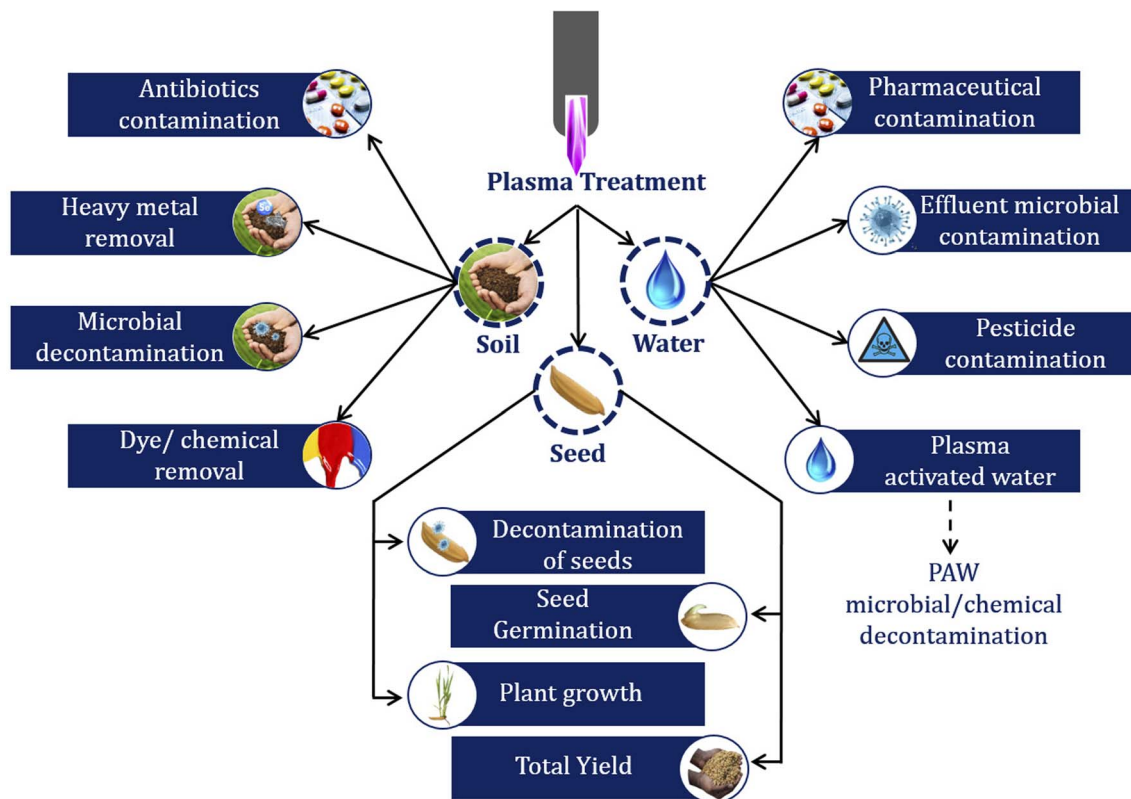 Antibiotics
contamination
Pharmaceutical
contamination
Plasma Treatment
Heavy metal
removal
Effluent microbial
contamination
Microbial
decontamination
Soil
Water
Pesticide
contamination
Dye/ chemical
removal
Seed
Plasma
activated water
Decontamination
of seeds
PAW
microbial/chemical
decontamination
Seed
Germination
Plant growth
Total Yield